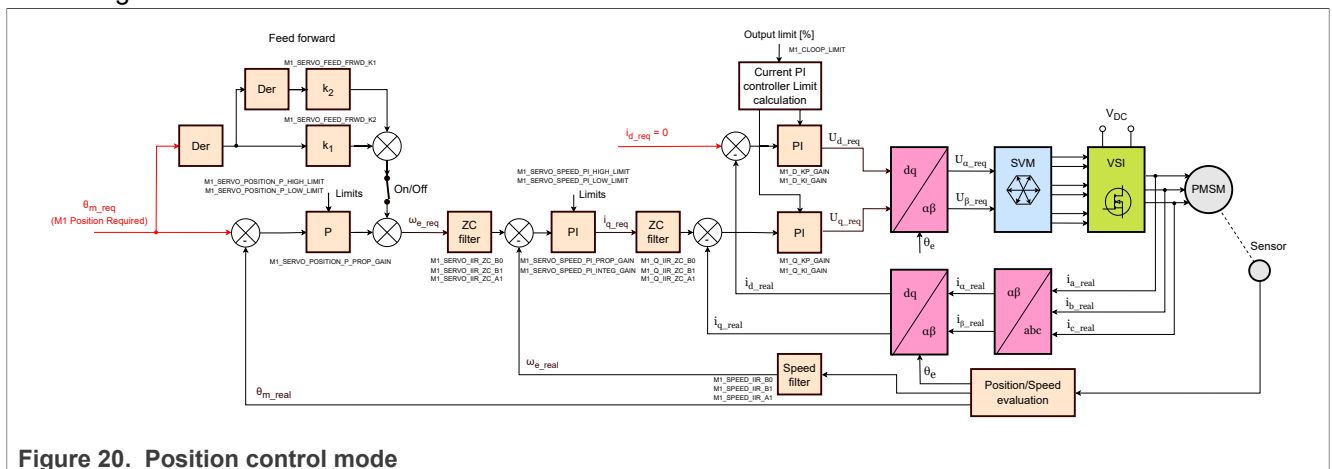 Feed forward
M1_SERVO_FEED_FRWD_K1
Der
k2
M1_SERVO_FEED_FRWD_K2
Der
k1
M1_SERVO_POSITION_P_HIGH_LIMIT
M1_SERVO_POSITION_P_LOW_LIMIT
Limits
On/Off
θm_req
(M1 Position Required)
-
P
M1_SERVO_POSITION_P_PROP_GAIN
ωe_req
ZC
filter
M1_SERVO_IIR_ZC_B0
M1_SERVO_IIR_ZC_B1
M1_SERVO_IIR_ZC_A1
-
M1_SERVO_SPEED_PI_HIGH_LIMIT
M1_SERVO_SPEED_PI_LOW_LIMIT
Limits
PI
M1_SERVO_SPEED_PI_PROP_GAIN
M1_SERVO_SPEED_PI_INTEG_GAIN
iq_req
ZC
filter
M1_Q_IIR_ZC_B0
M1_Q_IIR_ZC_B1
M1_Q_IIR_ZC_A1
-
Output limit [%]
M1_CLOOP_LIMIT
Current PI
controller Limit
calculation
id_req = 0
-
PI
M1_D_KP_GAIN
M1_D_KI_GAIN
Ud_req
PI
M1_Q_KP_GAIN
M1_Q_KI_GAIN
Uq_req
dq
αβ
θe
Uα_req
Uβ_req
SVM
VDC
VSI
PMSM
Sensor
id_real
iq_real
dq
αβ
θe
iα_real
iβ_real
αβ
abc
ia_real
ib_real
ic_real
ωe_real
Speed
filter
M1_SPEED_IIR_B0
M1_SPEED_IIR_B1
M1_SPEED_IIR_A1
Position/Speed
evaluation
θm_real
Figure 20. Position control mode